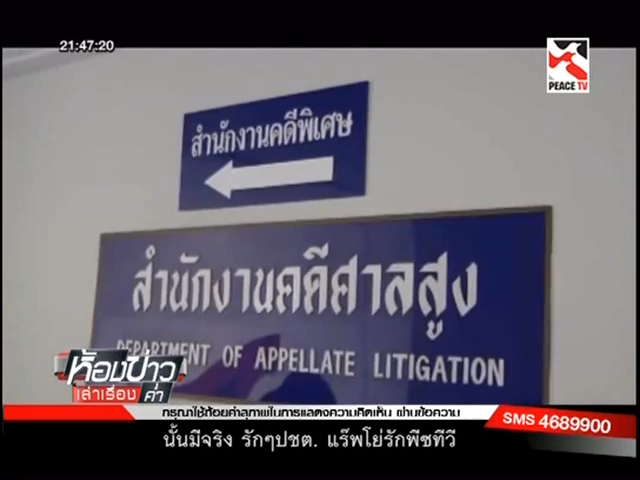 21:47:20
PEACE TV
สำนักงานคดีพิเศษ
สำนักงานคดีศาลสูง
DEPARTMENT OF APPELLATE LITIGATION
ห้องข่าว
เล่าเรื่อง ค่ำ
กรุณาใช้ถ้อยคำสุภาพในการแสดงความคิดเห็น ผ่านข้อความ
SMS 4689900
นั้นมีจริง รักๆปชต. แร๊พโย่รักพีซทีวี